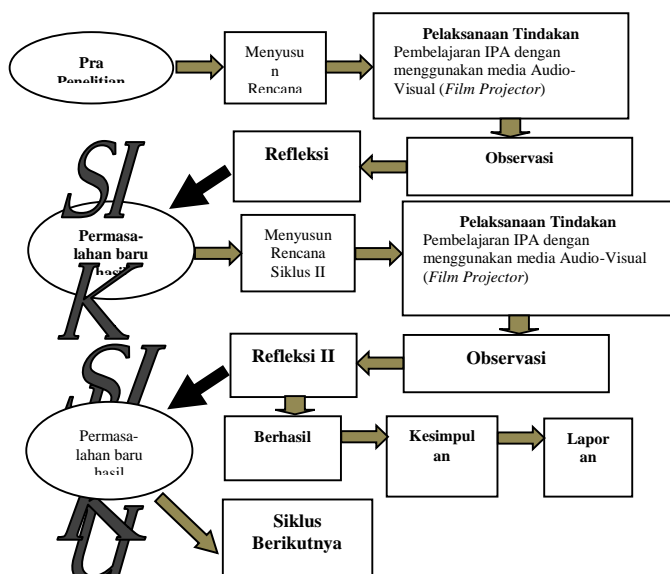 Pra
Penelitian
Menyusu
n
Rencana
Pelaksanaan Tindakan
Pembelajaran IPA dengan
menggunakan media Audio-
Visual (Film Projector)
SI
Refleksi
Observasi
Permasa-
lahan baru
hasil
K
Menyusun
Rencana
Siklus II
Pelaksanaan Tindakan
Pembelajaran IPA dengan
menggunakan media Audio-Visual
(Film Projector)
SI
Refleksi II
Observasi
Permasa-
lahan baru
hasil
Berhasil
Kesimpul
an
Lapor
an
U
Siklus
Berikutnya